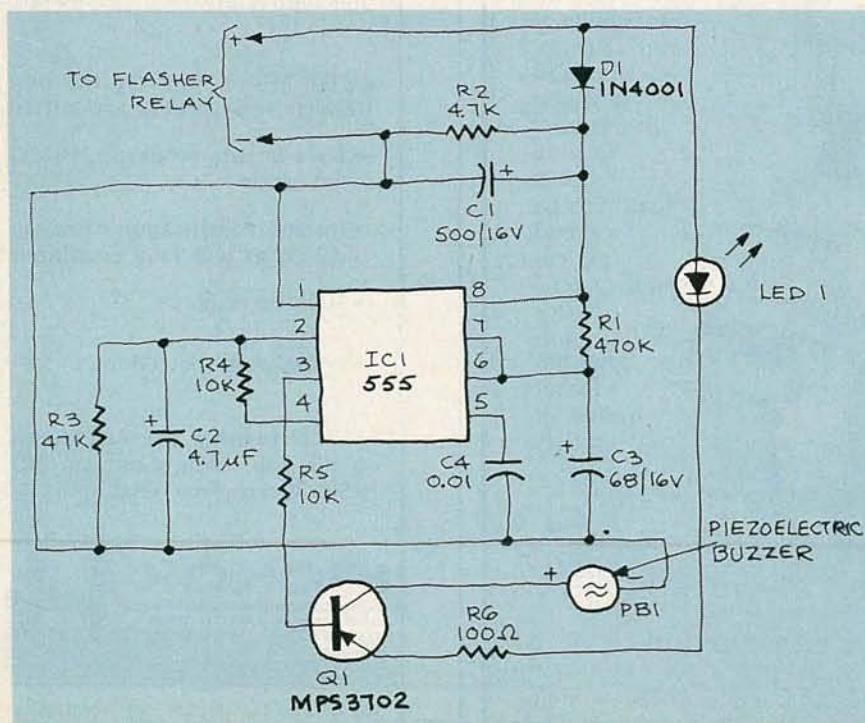 +
TO FLASHER
RELAY
-
D1
1N4001
R2
4.7K
+
C1
500/16V
LED 1
1
2
3
4
8
7
6
5
IC1
555
R1
470K
R4
10K
R3
47K
+
C2
4.7µF
R5
10K
C4
0.01
+
C3
68/16V
PIEZOELECTRIC
BUZZER
+
-
≈
PB1
R6
100Ω
Q1
MPS3702